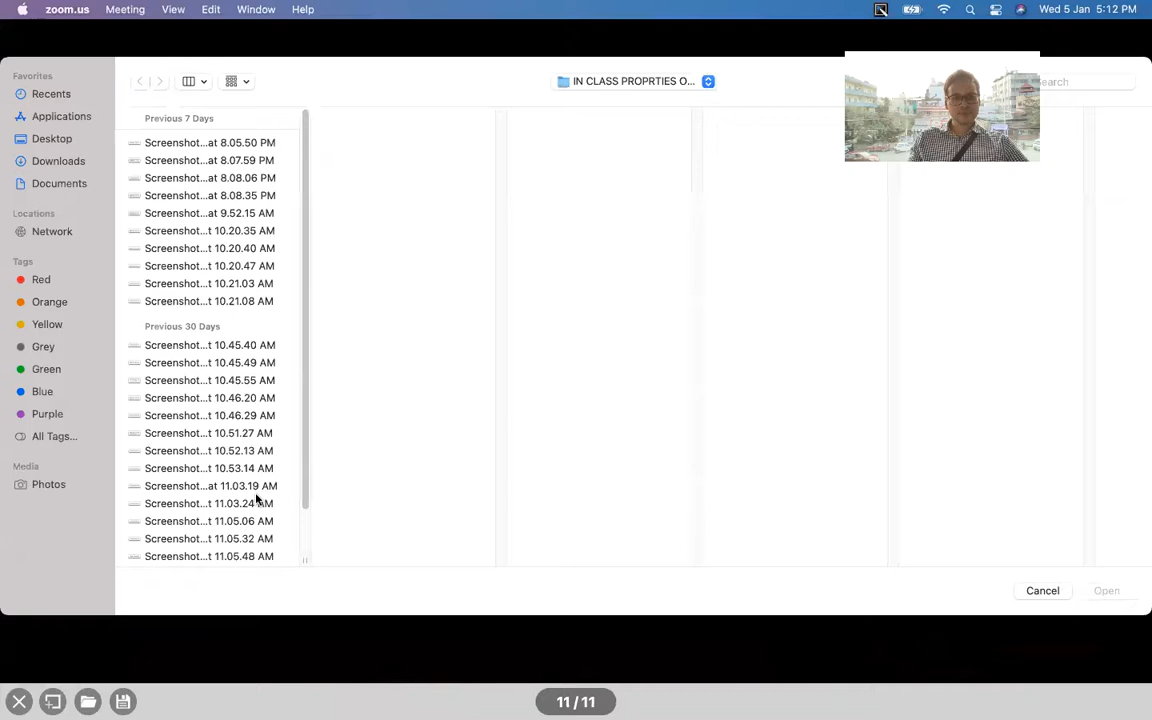 zoom.us Meeting View Edit Window Help Wed 5 Jan 5:12 PM
IN CLASS PROPRTIES O...
Search
Favorites
Recents
Applications
Desktop
Downloads
Documents
Locations
Network
Tags
Red
Orange
Yellow
Grey
Green
Blue
Purple
All Tags...
Media
Photos
Previous 7 Days
Screenshot...at 8.05.50 PM
Screenshot...at 8.07.59 PM
Screenshot...at 8.08.06 PM
Screenshot...at 8.08.35 PM
Screenshot...at 9.52.15 AM
Screenshot...t 10.20.35 AM
Screenshot...t 10.20.40 AM
Screenshot...t 10.20.47 AM
Screenshot...t 10.21.03 AM
Screenshot...t 10.21.08 AM
Previous 30 Days
Screenshot...t 10.45.40 AM
Screenshot...t 10.45.49 AM
Screenshot...t 10.45.55 AM
Screenshot...t 10.46.20 AM
Screenshot...t 10.46.29 AM
Screenshot...t 10.51.27 AM
Screenshot...t 10.52.13 AM
Screenshot...t 10.53.14 AM
Screenshot...at 11.03.19 AM
Screenshot...t 11.03.24 AM
Screenshot...t 11.05.06 AM
Screenshot...t 11.05.32 AM
Screenshot...t 11.05.48 AM
Cancel Open
11 / 11